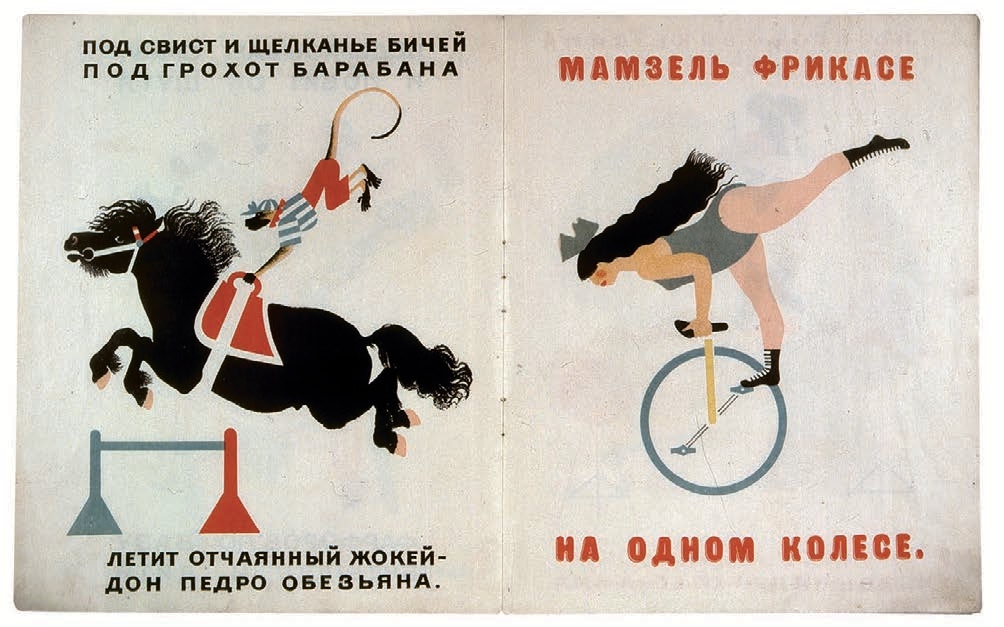 ПОД СВИСТ И ЩЕЛКАНЬЕ БИЧЕЙ
ПОД ГРОХОТ БАРАБАНА
ЛЕТИТ ОТЧАЯННЫЙ ЖОКЕЙ-
ДОН ПЕДРО ОБЕЗЬЯНА.
МАМЗЕЛЬ ФРИКАСЕ
НА ОДНОМ КОЛЕСЕ.